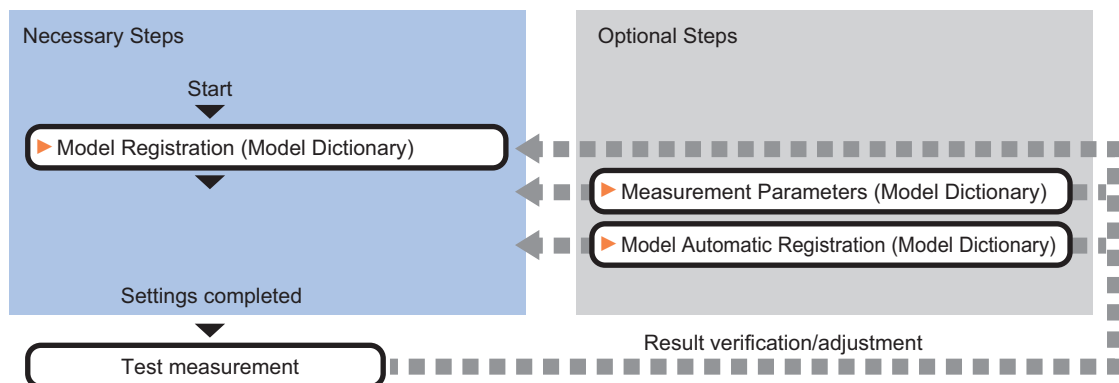 Necessary Steps
Optional Steps
Start
Model Registration (Model Dictionary)
Measurement Parameters (Model Dictionary)
Model Automatic Registration (Model Dictionary)
Settings completed
Result verification/adjustment
Test measurement